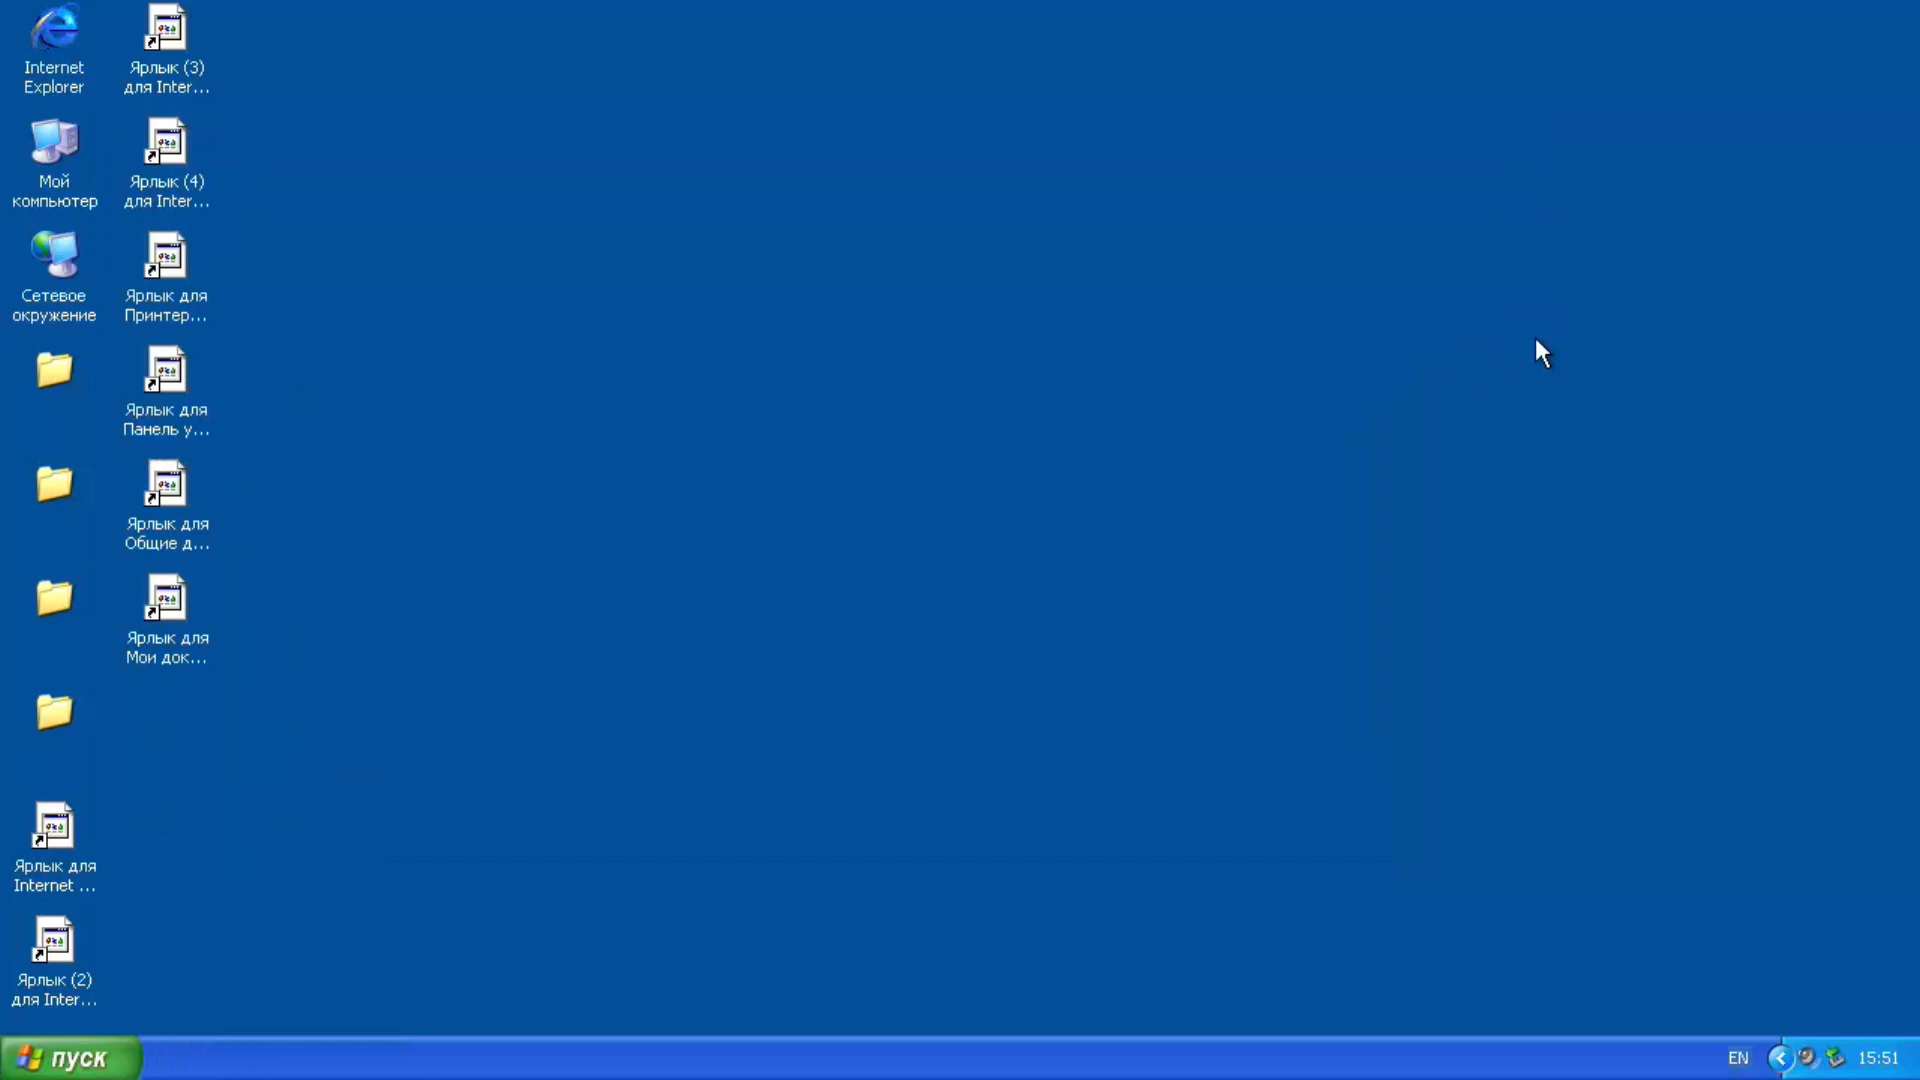 Internet
Explorer
Мой
компьютер
Сетевое
окружение
Ярлык для
Internet ...
Ярлык (2)
для Inter...
Ярлык (3)
для Inter...
Ярлык (4)
для Inter...
Ярлык для
Принтер...
Ярлык для
Панель у...
Ярлык для
Общие д...
Ярлык для
Мои док...
пуск
EN
15:51